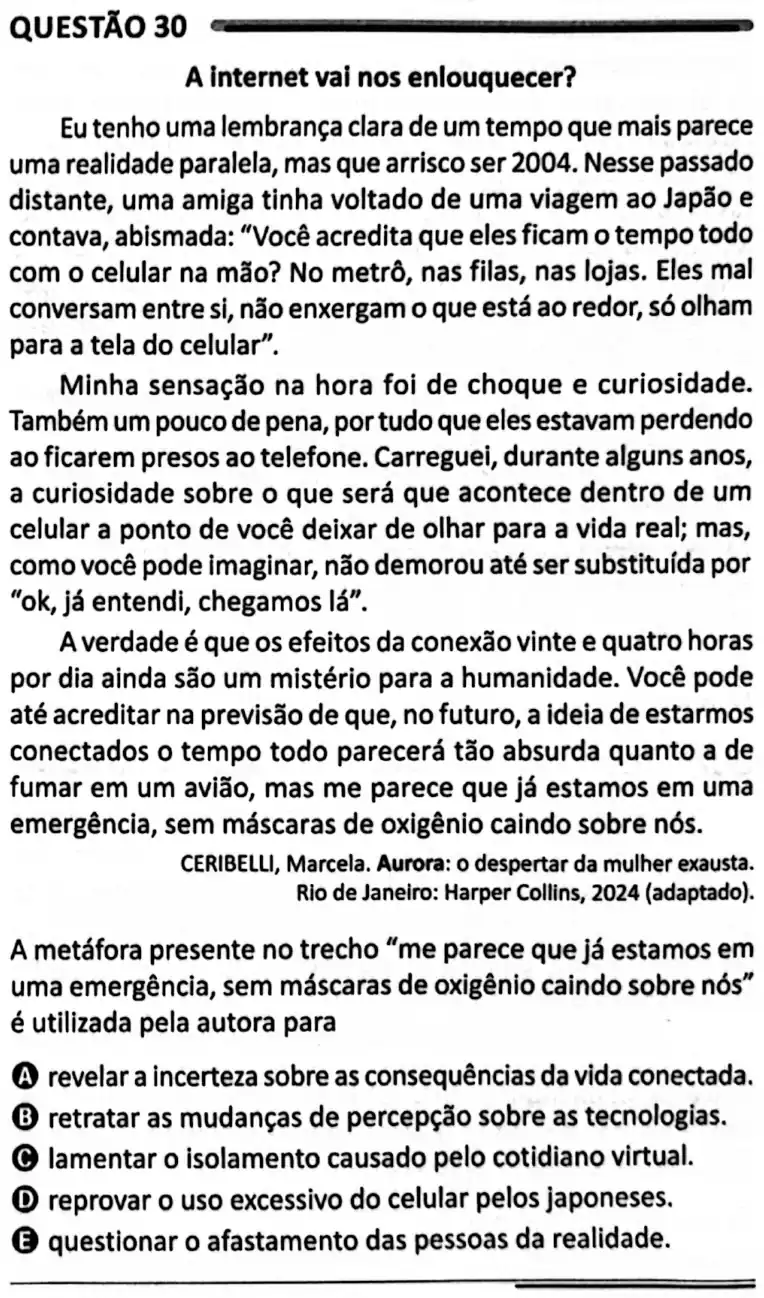 QUESTÃO 30
A internet vai nos enlouquecer?
Eu tenho uma lembrança clara de um tempo que mais parece
uma realidade paralela, mas que arrisco ser 2004. Nesse passado
distante, uma amiga tinha voltado de uma viagem ao Japão e
contava, abismada: "Você acredita que eles ficam o tempo todo
com o celular na mão? No metrô, nas filas, nas lojas. Eles mal
conversam entre si, não enxergam o que está ao redor, só olham
para a tela do celular".
Minha sensação na hora foi de choque e curiosidade.
Também um pouco de pena, por tudo que eles estavam perdendo
ao ficarem presos ao telefone. Carreguei, durante alguns anos,
a curiosidade sobre o que será que acontece dentro de um
celular a ponto de você deixar de olhar para a vida real; mas,
como você pode imaginar, não demorou até ser substituída por
"ok, já entendi, chegamos lá".
A verdade é que os efeitos da conexão vinte e quatro horas
por dia ainda são um mistério para a humanidade. Você pode
até acreditar na previsão de que, no futuro, a ideia de estarmos
conectados o tempo todo parecerá tão absurda quanto a de
fumar em um avião, mas me parece que já estamos em uma
emergência, sem máscaras de oxigênio caindo sobre nós.
CERIBELLI, Marcela. Aurora: o despertar da mulher exausta.
Rio de Janeiro: Harper Collins, 2024 (adaptado).
A metáfora presente no trecho "me parece que já estamos em
uma emergência, sem máscaras de oxigênio caindo sobre nós"
é utilizada pela autora para
A revelar a incerteza sobre as consequências da vida conectada.
B retratar as mudanças de percepção sobre as tecnologias.
C lamentar o isolamento causado pelo cotidiano virtual.
D reprovar o uso excessivo do celular pelos japoneses.
E questionar o afastamento das pessoas da realidade.